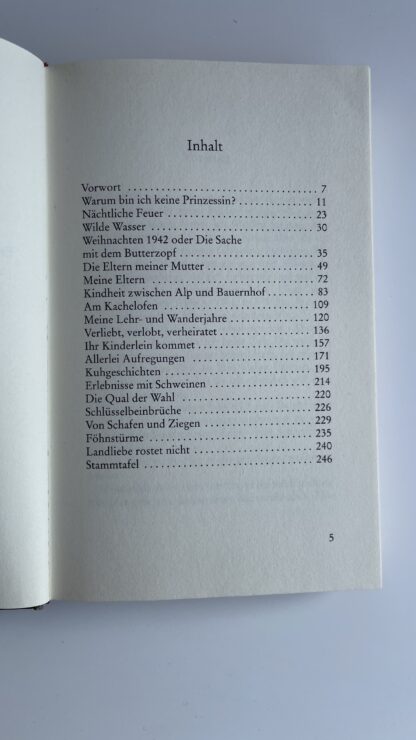 Inhalt
Vorwort .............................. 7
Warum bin ich keine Prinzessin? ............. 11
Nächtliche Feuer ......................... 23
Wilde Wasser ............................ 30
Weihnachten 1942 oder Die Sache
mit dem Butterzopf ....................... 35
Die Eltern meiner Mutter ................... 49
Meine Eltern ............................ 72
Kindheit zwischen Alp und Bauernhof ......... 83
Am Kachelofen .......................... 109
Meine Lehr- und Wanderjahre ............... 120
Verliebt, verlobt, verheiratet ................ 136
Ihr Kinderlein kommet ..................... 157
Allerlei Aufregungen ...................... 171
Kuhgeschichten .......................... 195
Erlebnisse mit Schweinen ................... 214
Die Qual der Wahl ........................ 220
Schlüsselbeinbrüche ....................... 226
Von Schafen und Ziegen .................... 229
Föhnstürme ............................. 235
Landliebe rostet nicht ...................... 240
Stammtafel ............................. 246
5